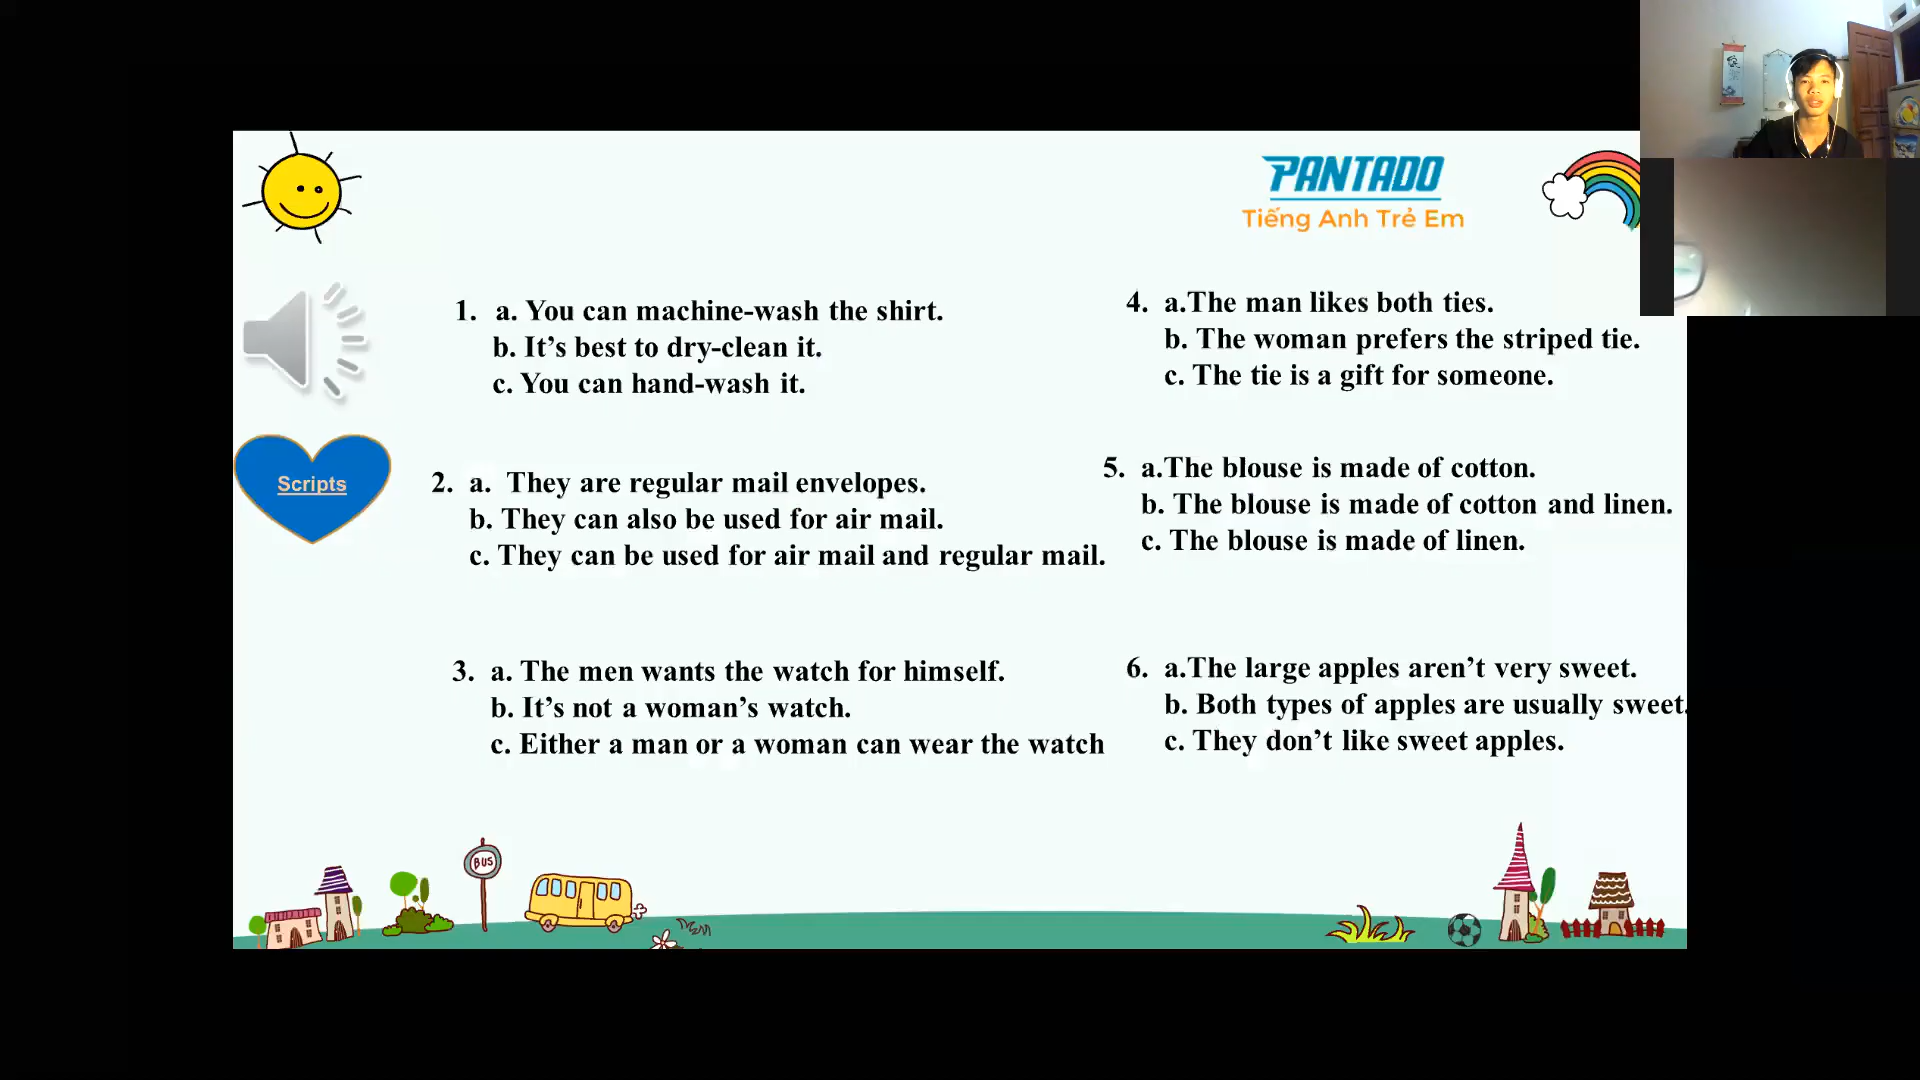 PANTADO
Tiếng Anh Trẻ Em
1. a. You can machine-wash the shirt.
b. It’s best to dry-clean it.
c. You can hand-wash it.
Scripts
2. a. They are regular mail envelopes.
b. They can also be used for air mail.
c. They can be used for air mail and regular mail.
3. a. The men wants the watch for himself.
b. It’s not a woman’s watch.
c. Either a man or a woman can wear the watch
4. a.The man likes both ties.
b. The woman prefers the striped tie.
c. The tie is a gift for someone.
5. a.The blouse is made of cotton.
b. The blouse is made of cotton and linen.
c. The blouse is made of linen.
6. a.The large apples aren’t very sweet.
b. Both types of apples are usually sweet.
c. They don’t like sweet apples.
BUS